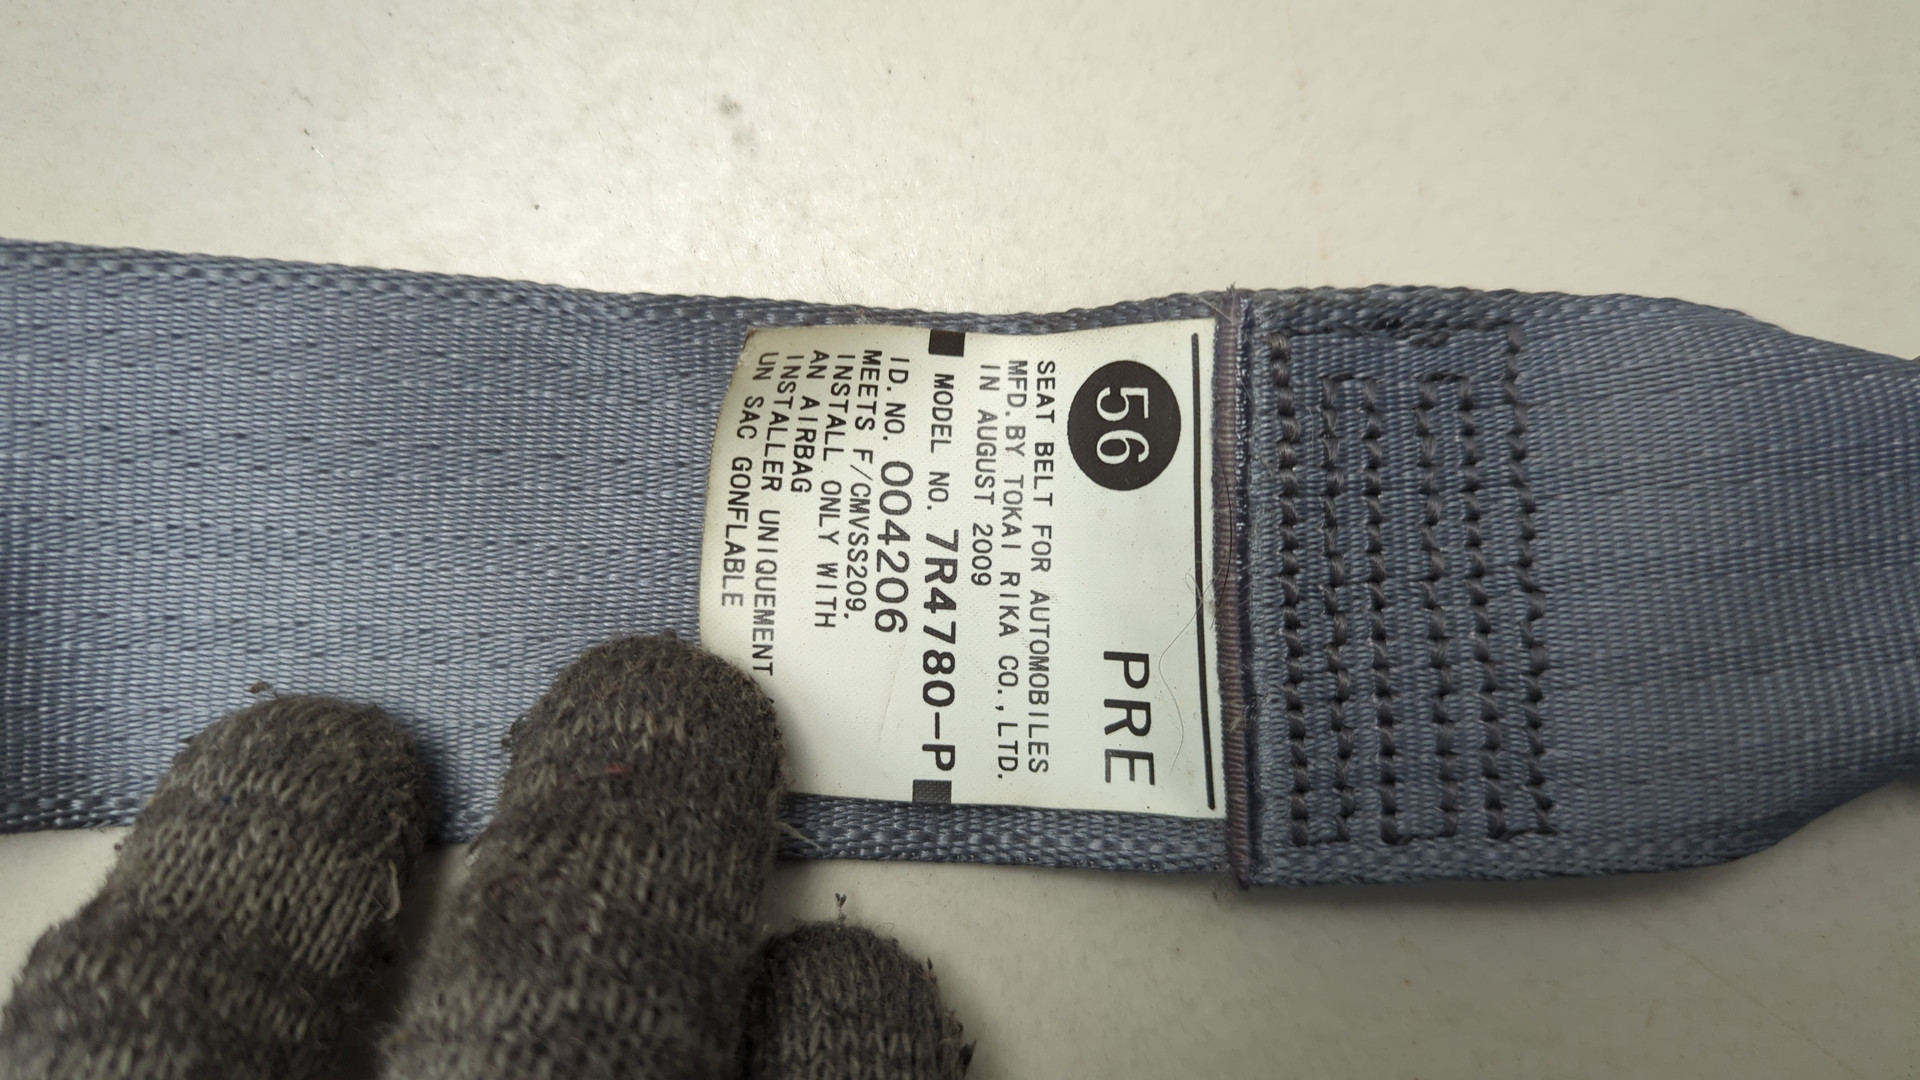 56 PRE
SEAT BELT FOR AUTOMOBILES
MFD. BY TOKAI RIKA CO., LTD.
IN AUGUST 2009
MODEL NO. 7R4780-P
ID. NO. 004206
MEETS F/CMVSS209.
INSTALL ONLY WITH
AN AIRBAG
INSTALLER UNIQUEMENT
UN SAC GONFLABLE